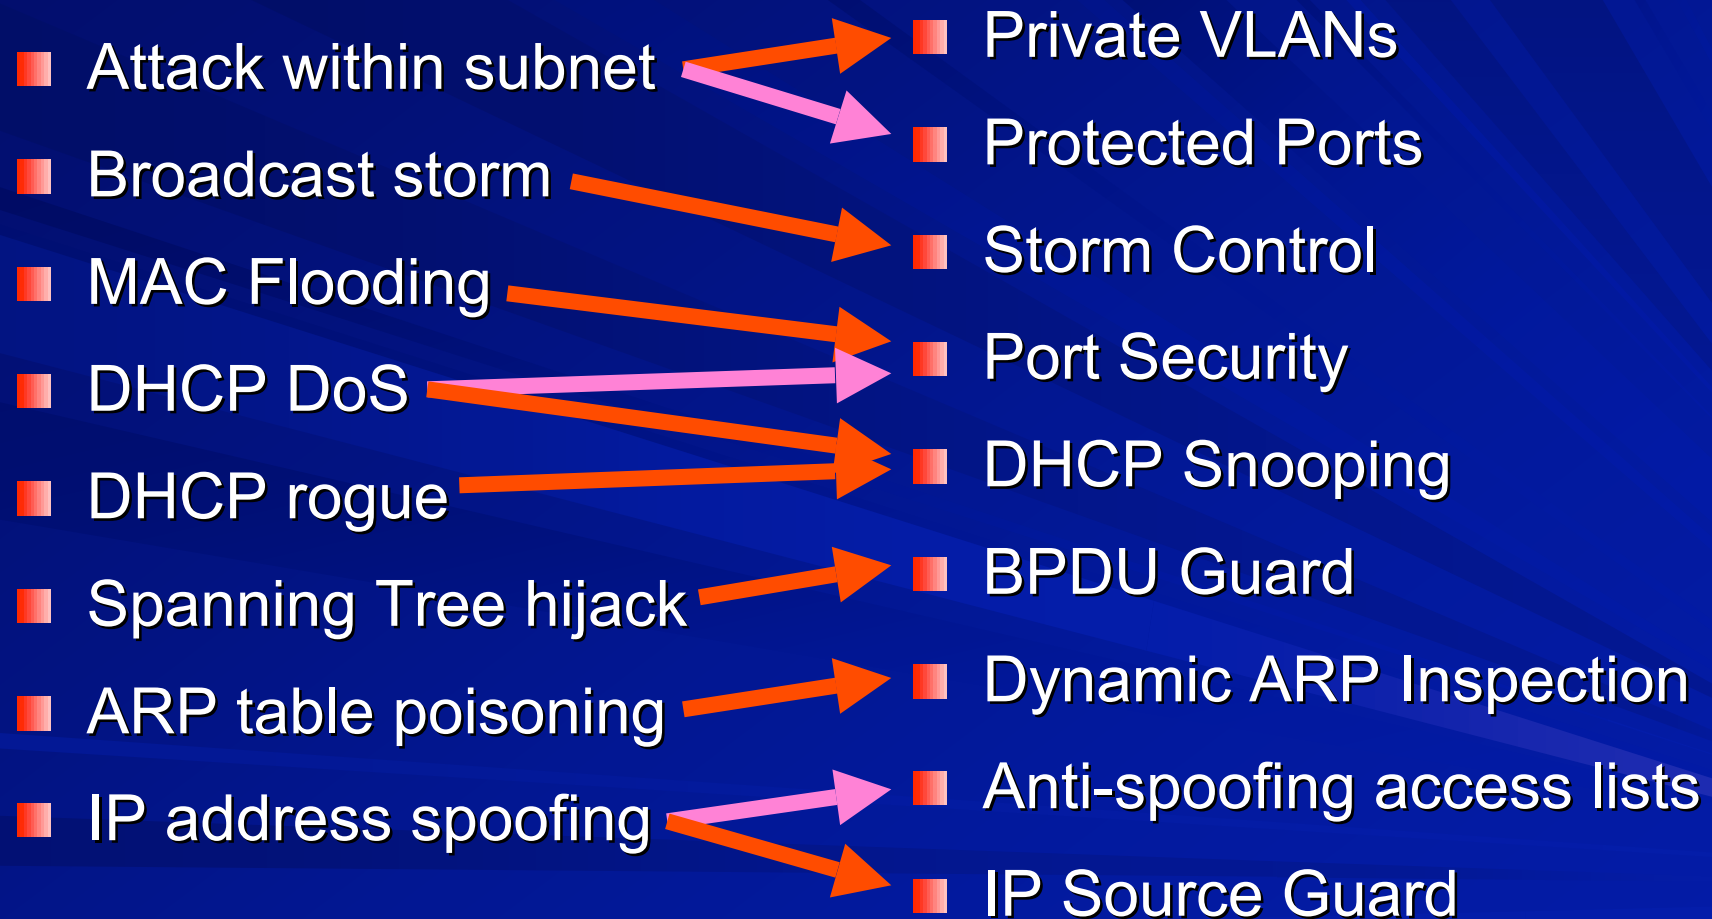 Attack within subnet
Broadcast storm
MAC Flooding
DHCP DoS
DHCP rogue
Spanning Tree hijack
ARP table poisoning
IP address spoofing
Private VLANs
Protected Ports
Storm Control
Port Security
DHCP Snooping
BPDU Guard
Dynamic ARP Inspection
Anti-spoofing access lists
IP Source Guard